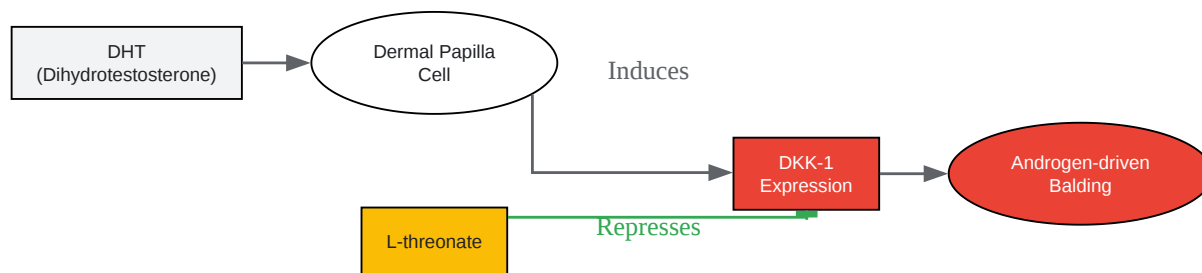 DHT
(Dihydrotestosterone)
Dermal Papilla
Cell
Induces
DKK-1
Expression
Androgen-driven
Balding
L-threonate
Represses